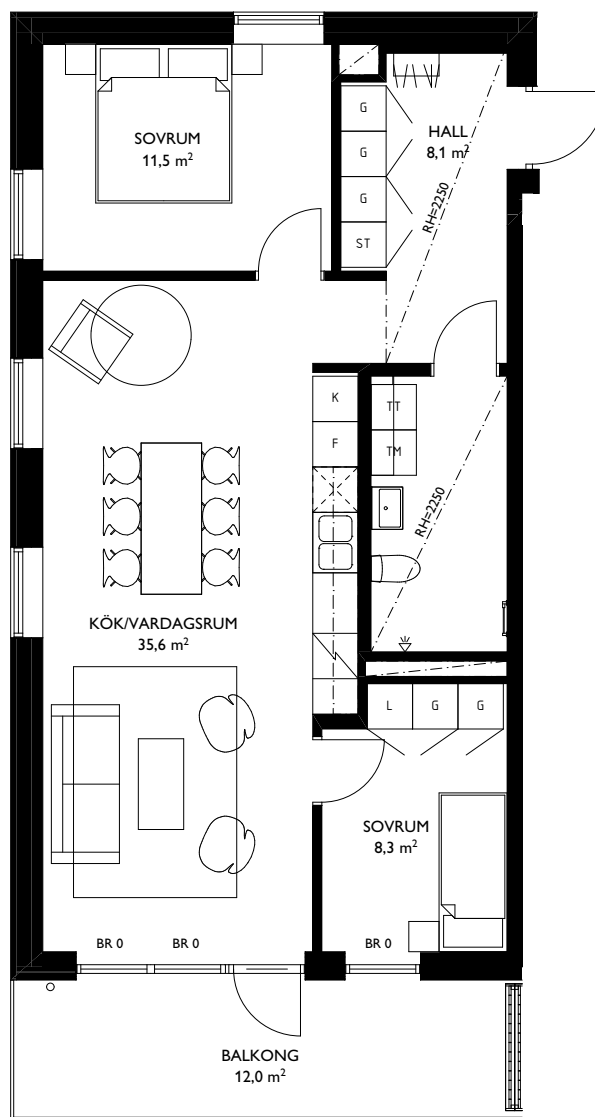 SOVRUM
11,5 m²
G
G
G
ST
HALL
8,1 m²
RH=2250
K
F
TT
TM
RH=2250
KÖK/VARDAGSRUM
35,6 m²
L
G
G
SOVRUM
8,3 m²
BR 0
BR 0
BR 0
BALKONG
12,0 m²